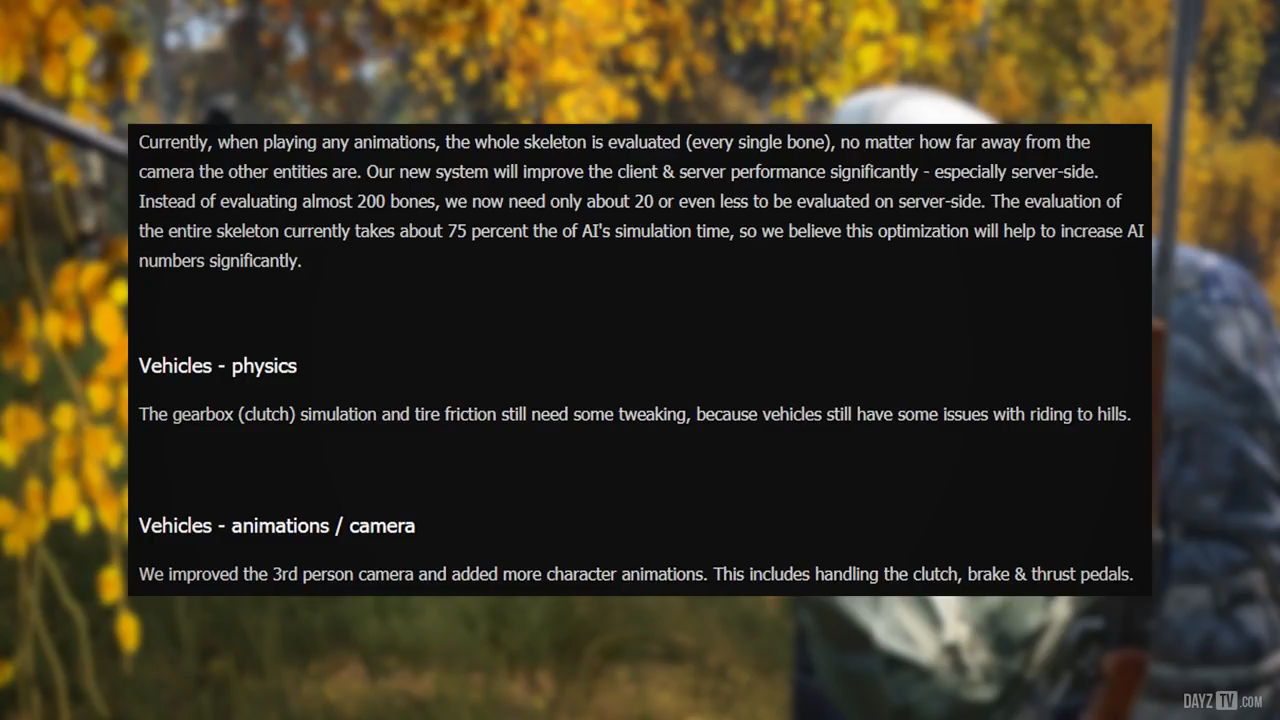 Currently, when playing any animations, the whole skeleton is evaluated (every single bone), no matter how far away from the
camera the other entities are. Our new system will improve the client & server performance significantly - especially server-side.
Instead of evaluating almost 200 bones, we now need only about 20 or even less to be evaluated on server-side. The evaluation of
the entire skeleton currently takes about 75 percent the of AI's simulation time, so we believe this optimization will help to increase AI
numbers significantly.
Vehicles - physics
The gearbox (clutch) simulation and tire friction still need some tweaking, because vehicles still have some issues with riding to hills.
Vehicles - animations / camera
We improved the 3rd person camera and added more character animations. This includes handling the clutch, brake & thrust pedals.
DAYZ TV .COM